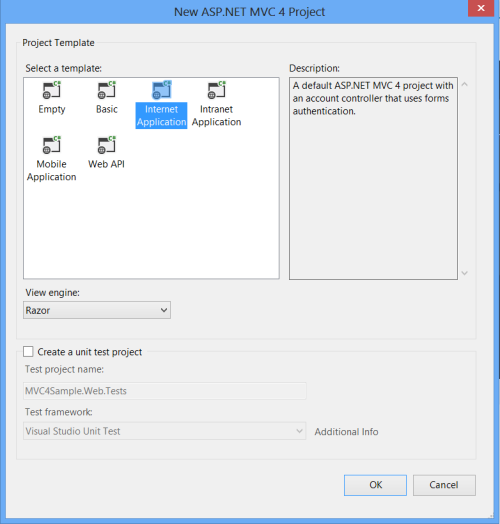 New ASP.NET MVC 4 Project
Project Template
Select a template:
Description:
Empty
Basic
Internet Application
Intranet Application
Mobile Application
Web API
A default ASP.NET MVC 4 project with
an account controller that uses forms
authentication.
View engine:
Razor
Create a unit test project
Test project name:
MVC4Sample.Web.Tests
Test framework:
Visual Studio Unit Test
Additional Info
OK
Cancel